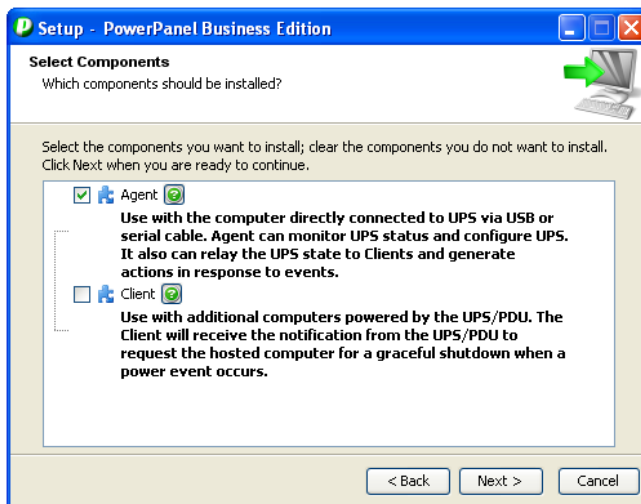 Setup - PowerPanel Business Edition
Select Components
Which components should be installed?
Select the components you want to install; clear the components you do not want to install.
Click Next when you are ready to continue.
Agent
Use with the computer directly connected to UPS via USB or
serial cable. Agent can monitor UPS status and configure UPS.
It also can relay the UPS state to Clients and generate
actions in response to events.
Client
Use with additional computers powered by the UPS/PDU. The
Client will receive the notification from the UPS/PDU to
request the hosted computer for a graceful shutdown when a
power event occurs.
< Back Next > Cancel